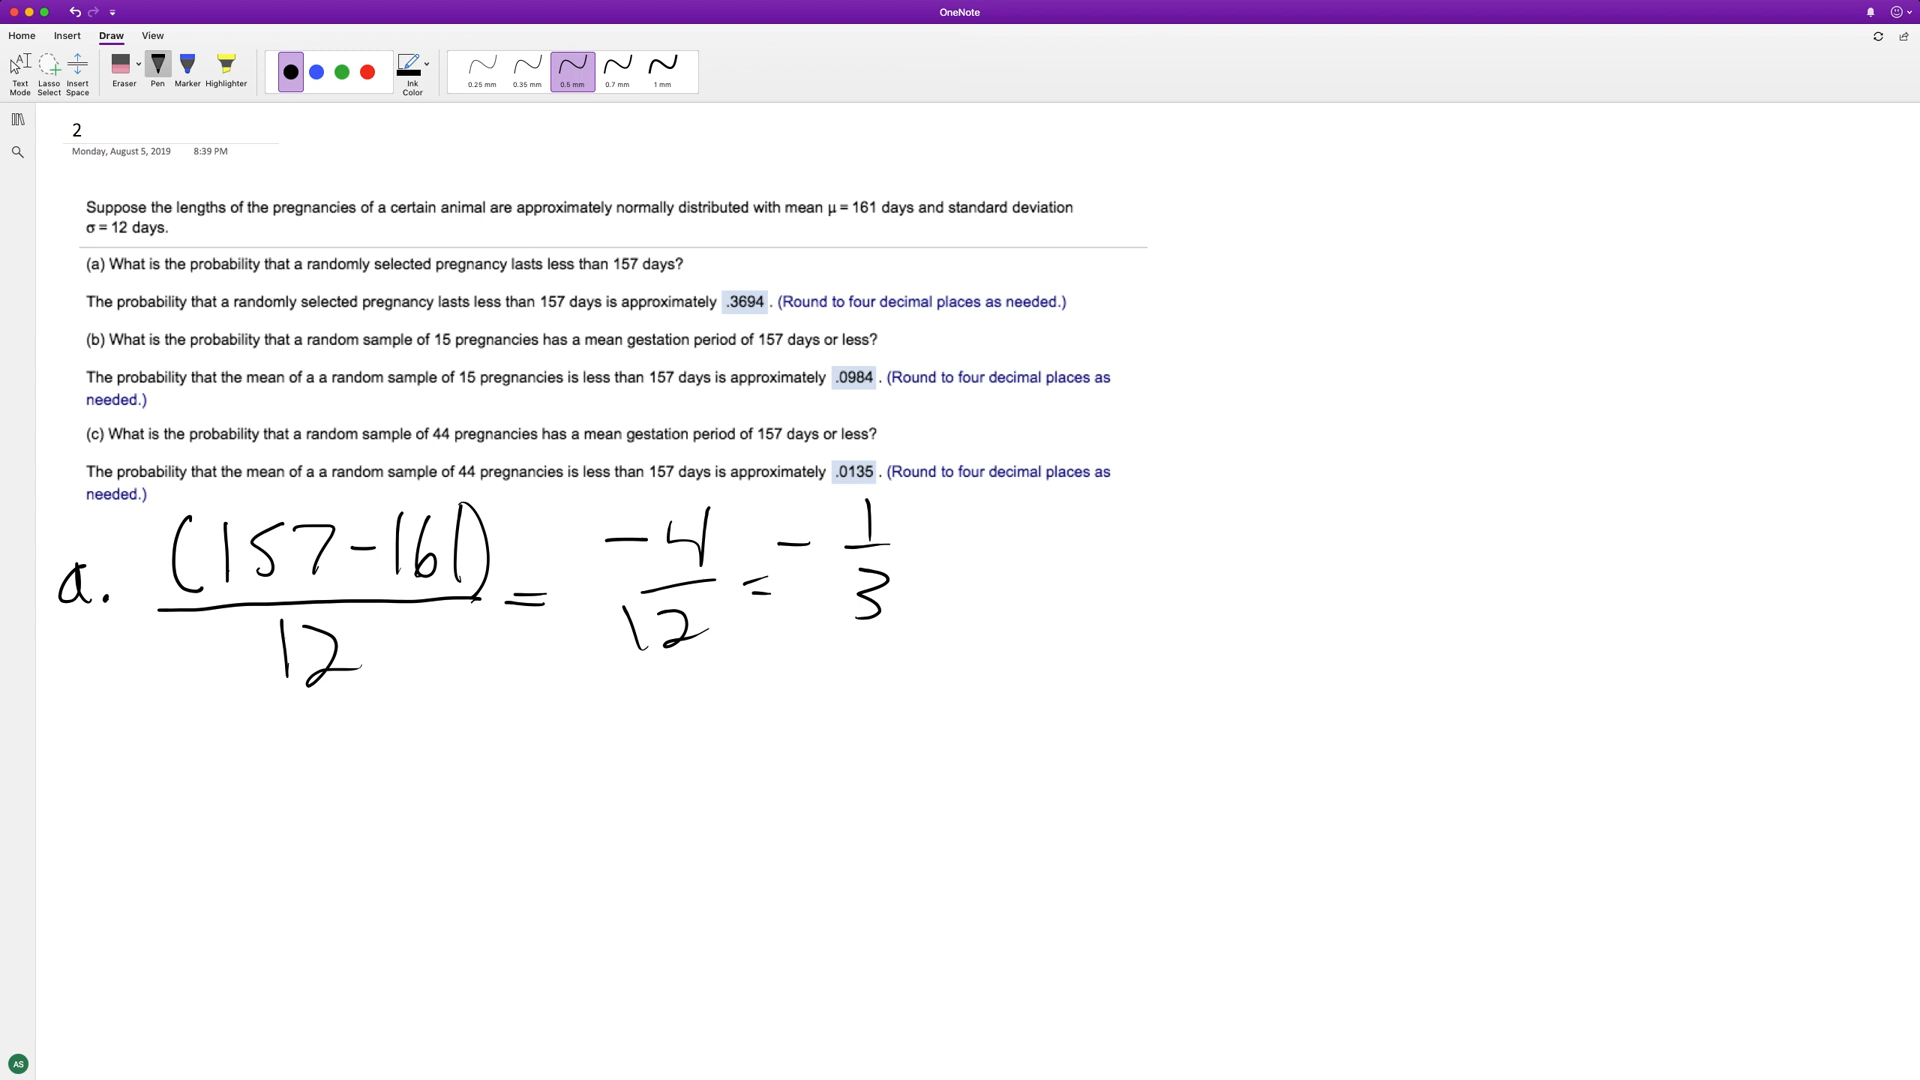 OneNote
Home Insert Draw View
Text Mode
Lasso Select
Insert Space
Eraser
Pen
Marker
Highlighter
Ink Color
0.25 mm
0.35 mm
0.5 mm
0.7 mm
1 mm
2
Monday, August 5, 2019 8:39 PM
Suppose the lengths of the pregnancies of a certain animal are approximately normally distributed with mean μ = 161 days and standard deviation
σ = 12 days.
(a) What is the probability that a randomly selected pregnancy lasts less than 157 days?
The probability that a randomly selected pregnancy lasts less than 157 days is approximately .3694 . (Round to four decimal places as needed.)
(b) What is the probability that a random sample of 15 pregnancies has a mean gestation period of 157 days or less?
The probability that the mean of a a random sample of 15 pregnancies is less than 157 days is approximately .0984 . (Round to four decimal places as
needed.)
(c) What is the probability that a random sample of 44 pregnancies has a mean gestation period of 157 days or less?
The probability that the mean of a a random sample of 44 pregnancies is less than 157 days is approximately .0135 . (Round to four decimal places as
needed.)
a. (157-161)/12 = -4/12 = -1/3
AS